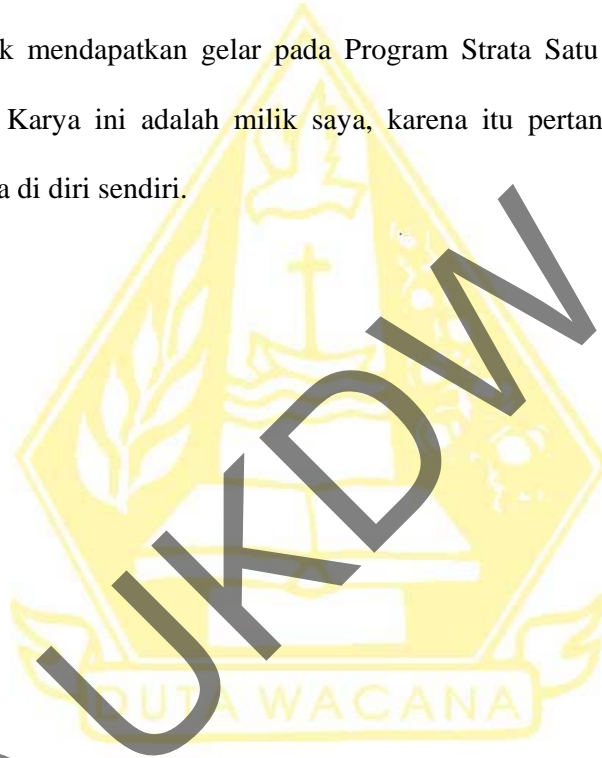 k mendapatkan gelar pada Program Strata Satu
Karya ini adalah milik saya, karena itu pertan
a di diri sendiri.
UKDW
DUTA WACANA